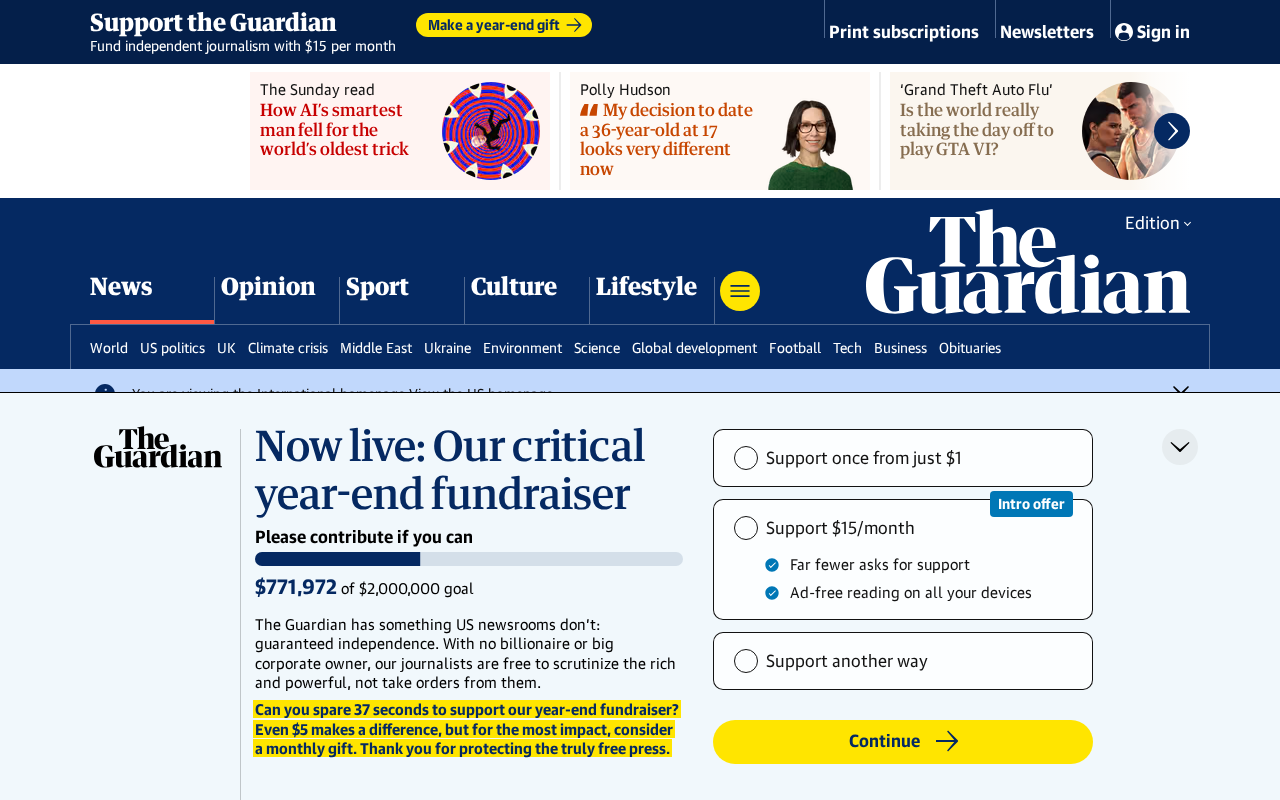 Support the Guardian
Fund independent journalism with $15 per month
Make a year-end gift
Print subscriptions
Newsletters
Sign in
The Sunday read
How AI’s smartest
man fell for the
world’s oldest trick
Polly Hudson
My decision to date
a 36-year-old at 17
looks very different
now
‘Grand Theft Auto Flu’
Is the world really
taking the day off to
play GTA VI?
Edition
The
Guardian
News
Opinion
Sport
Culture
Lifestyle
World
US politics
UK
Climate crisis
Middle East
Ukraine
Environment
Science
Global development
Football
Tech
Business
Obituaries
You are viewing the International homepage View the US homepage
The
Guardian
Now live: Our critical
year-end fundraiser
Please contribute if you can
$771,972 of $2,000,000 goal
The Guardian has something US newsrooms don’t:
guaranteed independence. With no billionaire or big
corporate owner, our journalists are free to scrutinize the rich
and powerful, not take orders from them.
Can you spare 37 seconds to support our year-end fundraiser?
Even $5 makes a difference, but for the most impact, consider
a monthly gift. Thank you for protecting the truly free press.
Support once from just $1
Intro offer
Support $15/month
Far fewer asks for support
Ad-free reading on all your devices
Support another way
Continue